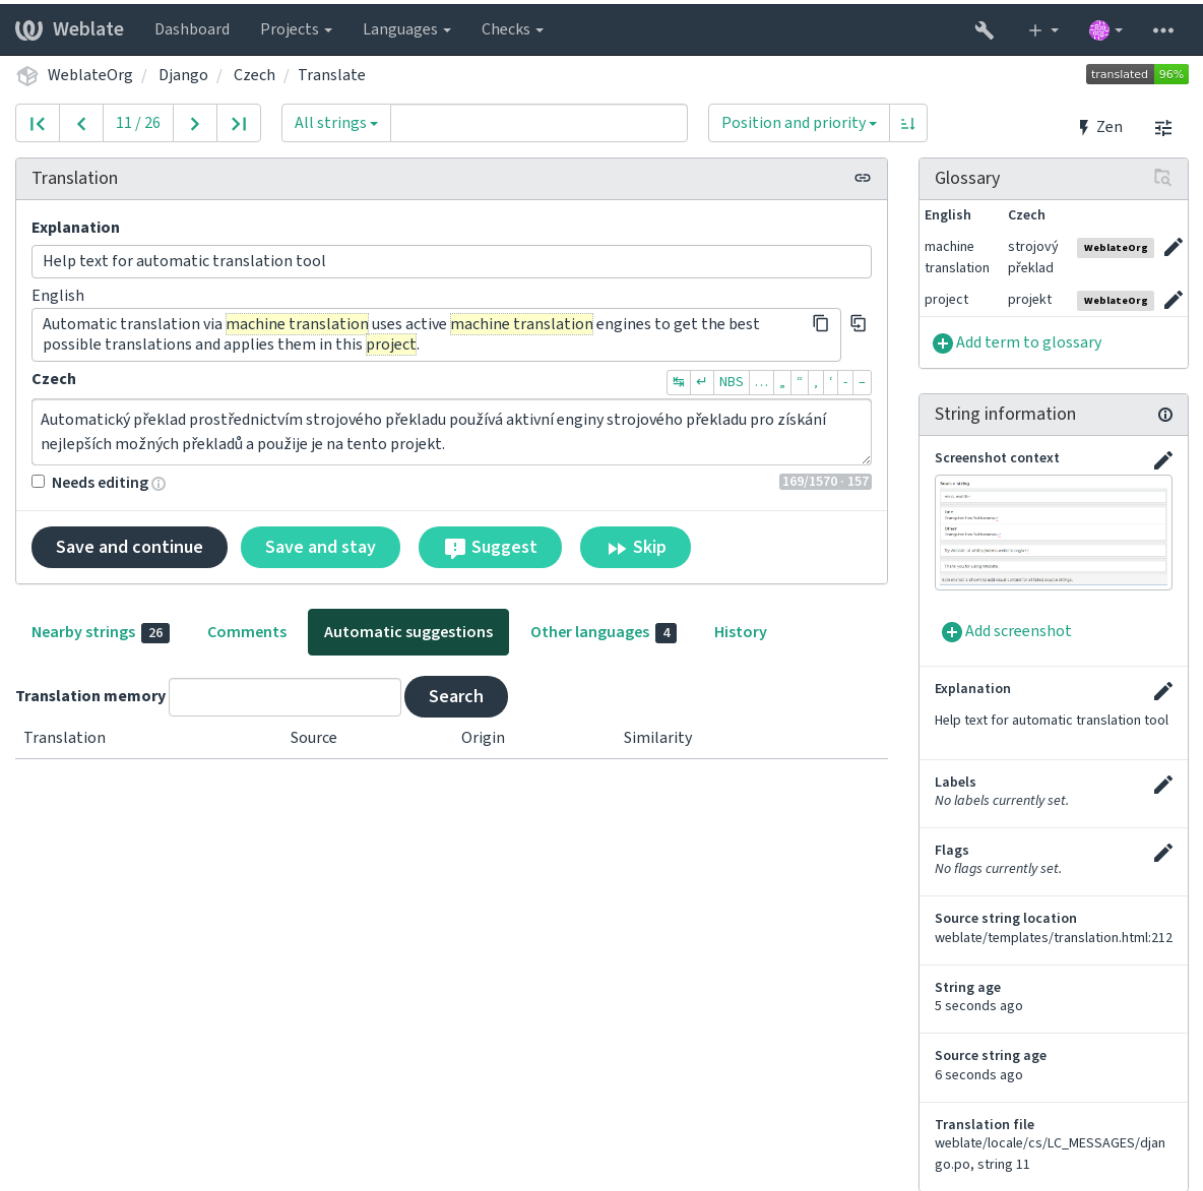 Weblate Dashboard Projects Languages Checks
WeblateOrg / Django / Czech / Translate
translated 96%
11 / 26 All strings Position and priority Zen
Translation
Explanation
Help text for automatic translation tool
English
Automatic translation via machine translation uses active machine translation engines to get the best
possible translations and applies them in this project.
Czech
NBS … „ “ ‚ ‘ - –
Automatický překlad prostřednictvím strojového překladu používá aktivní enginy strojového překladu pro získání
nejlepších možných překladů a použije je na tento projekt.
Needs editing
169/1570 · 157
Save and continue Save and stay Suggest Skip
Nearby strings 26 Comments Automatic suggestions Other languages 4 History
Translation memory Search
Translation Source Origin Similarity
Glossary
English Czech
machine translation strojový překlad WeblateOrg
project projekt WeblateOrg
Add term to glossary
String information
Screenshot context
Add screenshot
Explanation
Help text for automatic translation tool
Labels
No labels currently set.
Flags
No flags currently set.
Source string location
weblate/templates/translation.html:212
String age
5 seconds ago
Source string age
6 seconds ago
Translation file
weblate/locale/cs/LC_MESSAGES/djan
go.po, string 11